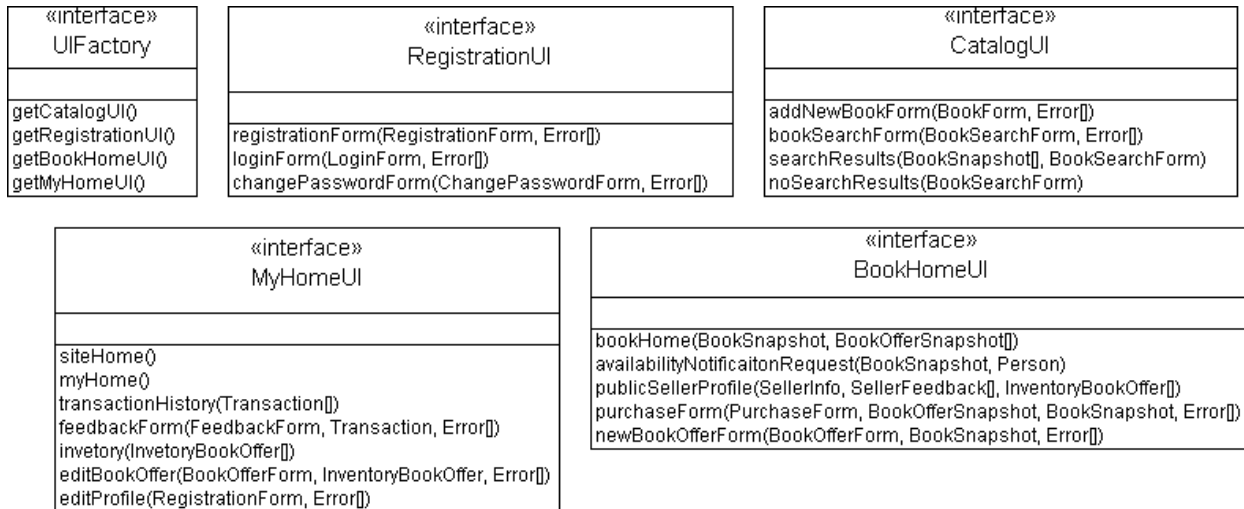 «interface»
UIFactory
getCatalogUI()
getRegistrationUI()
getBookHomeUI()
getMyHomeUI()
«interface»
RegistrationUI
registrationForm(RegistrationForm, Error[])
loginForm(LoginForm, Error[])
changePasswordForm(ChangePasswordForm, Error[])
«interface»
CatalogUI
addNewBookForm(BookForm, Error[])
bookSearchForm(BookSearchForm, Error[])
searchResults(BookSnapshot[], BookSearchForm)
noSearchResults(BookSearchForm)
«interface»
MyHomeUI
siteHome()
myHome()
transactionHistory(Transaction[])
feedbackForm(FeedbackForm, Transaction, Error[])
invetory(InvetoryBookOffer[])
editBookOffer(BookOfferForm, InventoryBookOffer, Error[])
editProfile(RegistrationForm, Error[])
«interface»
BookHomeUI
bookHome(BookSnapshot, BookOfferSnapshot[])
availabilityNotificaitonRequest(BookSnapshot, Person)
publicSellerProfile(SellerInfo, SellerFeedback[], InventoryBookOffer[])
purchaseForm(PurchaseForm, BookOfferSnapshot, BookSnapshot, Error[])
newBookOfferForm(BookOfferForm, BookSnapshot, Error[])